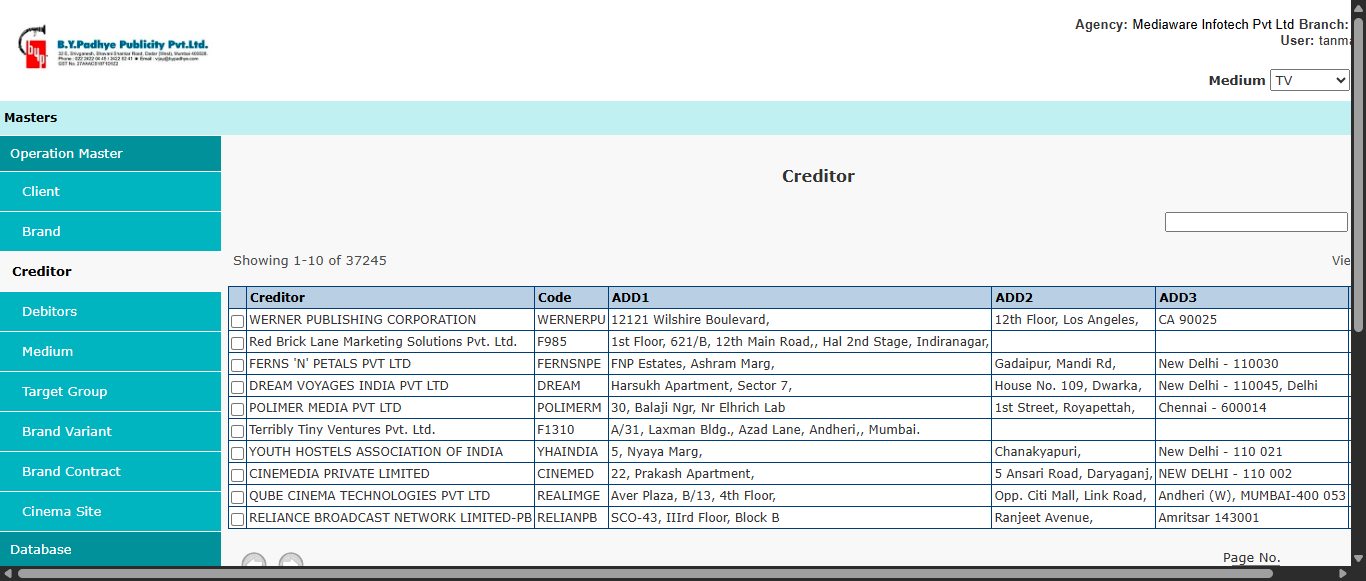 Agency: Mediaware Infotech Pvt Ltd Branch:
User: tanma
B.Y.Padhye Publicity Pvt.Ltd.
Medium TV
Masters
Operation Master
Client
Brand
Creditor
Debitors
Medium
Target Group
Brand Variant
Brand Contract
Cinema Site
Database
Creditor
Showing 1-10 of 37245 Vie
Creditor Code ADD1 ADD2 ADD3
WERNER PUBLISHING CORPORATION WERNERPU 12121 Wilshire Boulevard, 12th Floor, Los Angeles, CA 90025
Red Brick Lane Marketing Solutions Pvt. Ltd. F985 1st Floor, 621/B, 12th Main Road,, Hal 2nd Stage, Indiranagar,
FERNS 'N' PETALS PVT LTD FERNSNPE FNP Estates, Ashram Marg, Gadaipur, Mandi Rd, New Delhi - 110030
DREAM VOYAGES INDIA PVT LTD DREAM Harsukh Apartment, Sector 7, House No. 109, Dwarka, New Delhi - 110045, Delhi
POLIMER MEDIA PVT LTD POLIMERM 30, Balaji Ngr, Nr Elhrich Lab 1st Street, Royapettah, Chennai - 600014
Terribly Tiny Ventures Pvt. Ltd. F1310 A/31, Laxman Bldg., Azad Lane, Andheri,, Mumbai.
YOUTH HOSTELS ASSOCIATION OF INDIA YHAINDIA 5, Nyaya Marg, Chanakyapuri, New Delhi - 110 021
CINEMEDIA PRIVATE LIMITED CINEMED 22, Prakash Apartment, 5 Ansari Road, Daryaganj, NEW DELHI - 110 002
QUBE CINEMA TECHNOLOGIES PVT LTD REALIMGE Aver Plaza, B/13, 4th Floor, Opp. Citi Mall, Link Road, Andheri (W), MUMBAI-400 053
RELIANCE BROADCAST NETWORK LIMITED-PB RELIANPB SCO-43, IIIrd Floor, Block B Ranjeet Avenue, Amritsar 143001
Page No.